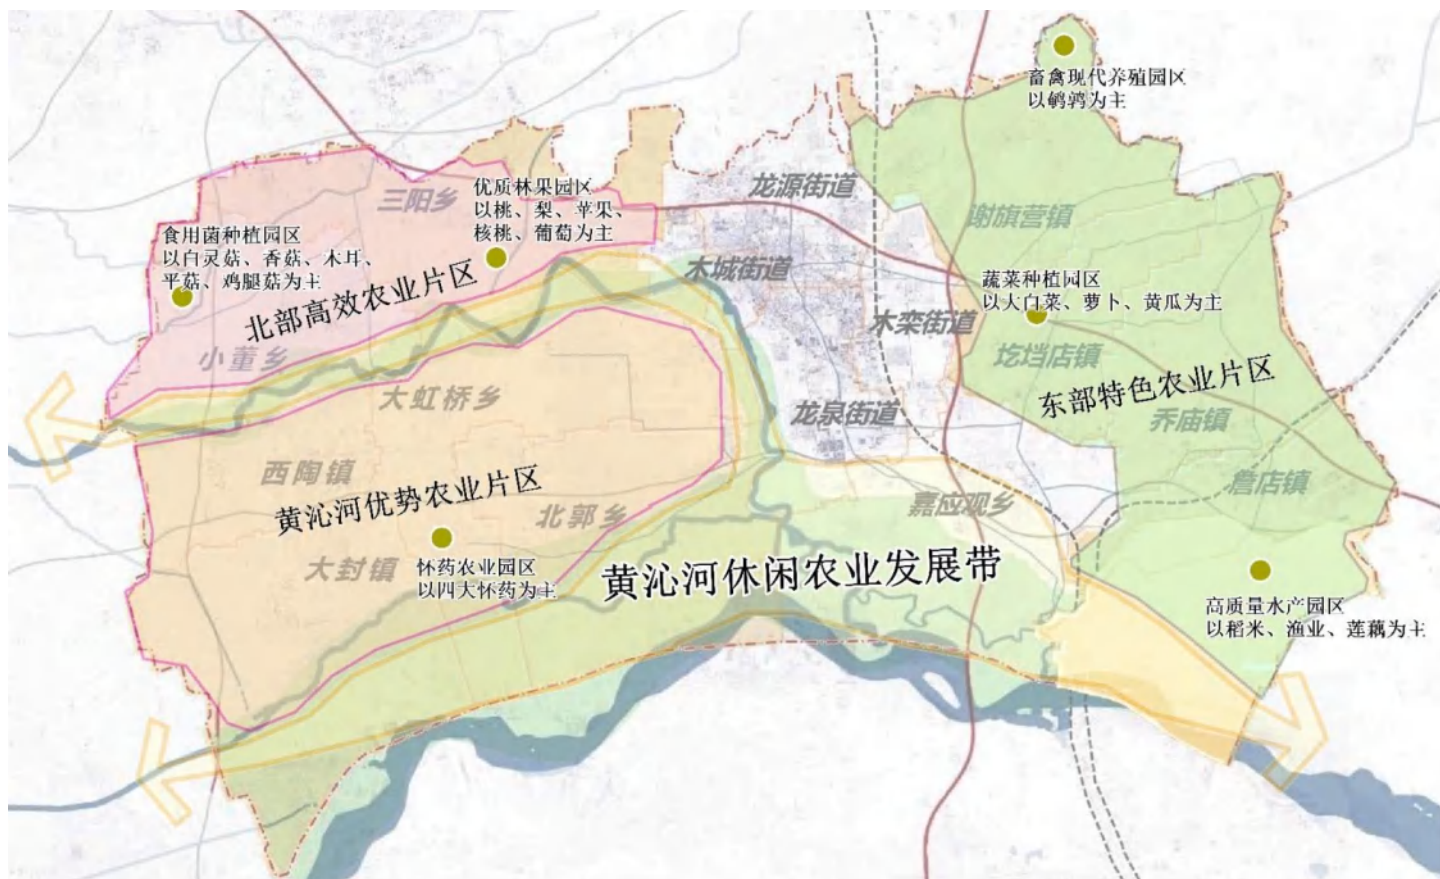 畜禽现代养殖园区
以鹌鹑为主
龙源街道
三阳乡
优质林果园区
以桃、梨、苹果、
核桃、葡萄为主
谢旗营镇
食用菌种植园区
以白灵菇、香菇、木耳、
平菇、鸡腿菇为主
木城街道
蔬菜种植园区
以大白菜、萝卜、黄瓜为主
北部高效农业片区
木栾街道
小董乡
圪垱店镇
大虹桥乡
东部特色农业片区
龙泉街道
乔庙镇
西陶镇
詹店镇
黄沁河优势农业片区
北郭乡
嘉应观乡
大封镇
怀药农业园区
以四大怀药为主
黄沁河休闲农业发展带
高质量水产园区
以稻米、渔业、莲藕为主